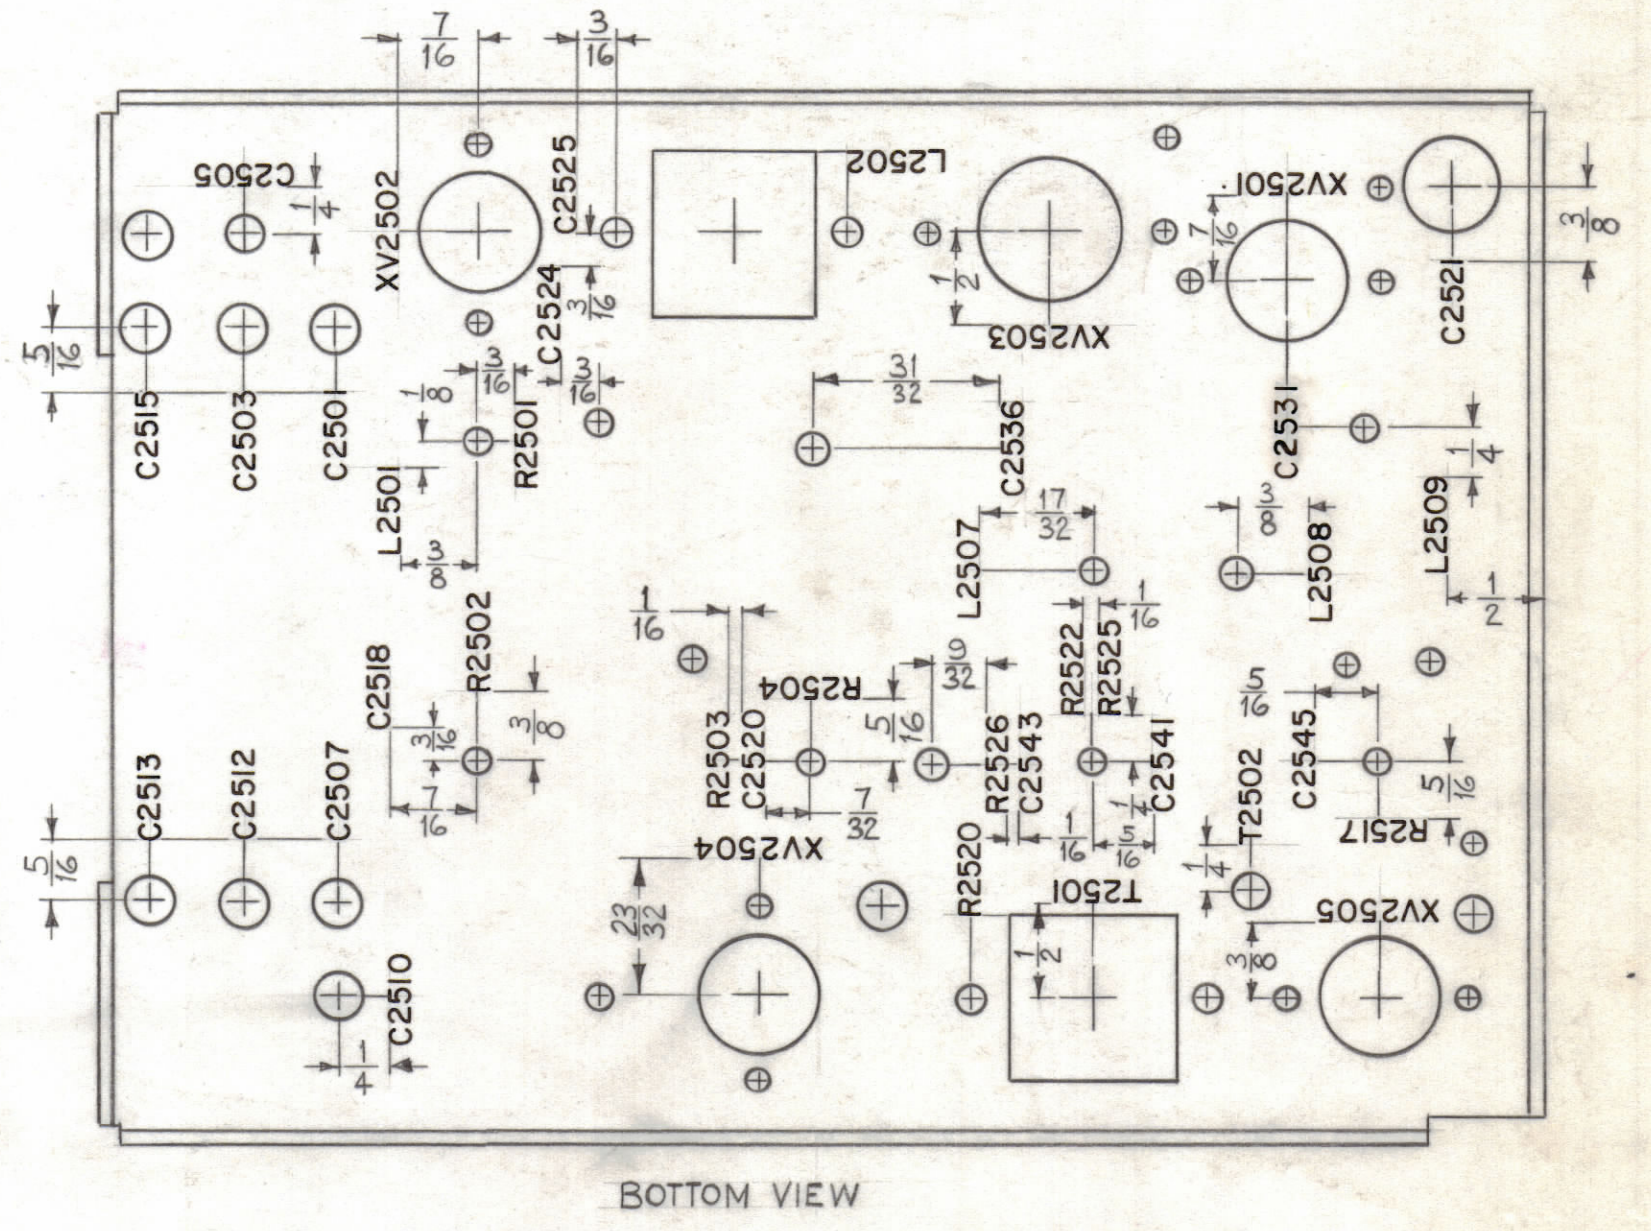 7/16
3/16
C2505
1/4
XV2502
C2525
L2502
XV2501
7/16
3/8
C2524
3/16
1/2
XV2503
C2521
5/16
C2515
C2503
C2501
1/8
3/16
R2501
3/16
31/32
C2536
C2531
1/4
L2501
3/8
17/32
L2507
3/8
L2508
L2509
1/2
R2502
C2518
3/16
3/8
7/16
1/16
R2504
R2503
C2520
5/16
7/32
9/32
R2526
C2543
R2522
R2525
1/16
C2541
1/4
1/16
5/16
5/16
C2545
T2502
5/16
R2517
C2513
C2512
C2507
5/16
XV2504
23/32
R2520
T2501
1/2
1/4
XV2505
3/8
C2510
1/4
BOTTOM VIEW